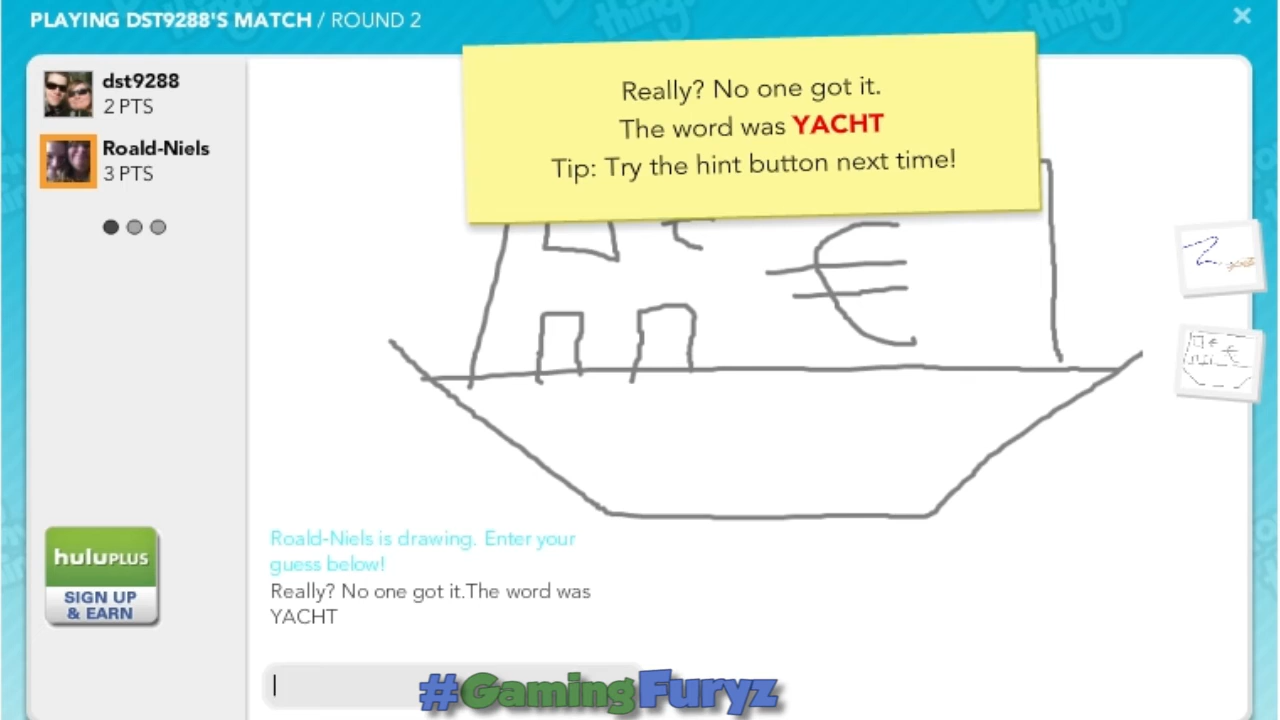 PLAYING DST9288'S MATCH / ROUND 2
Really? No one got it.
The word was YACHT
Tip: Try the hint button next time!
dst9288
2 PTS
Roald-Niels
3 PTS
€
huluPLUS
SIGN UP
& EARN
Roald-Niels is drawing. Enter your
guess below!
Really? No one got it.The word was
YACHT
#GamingFuryz